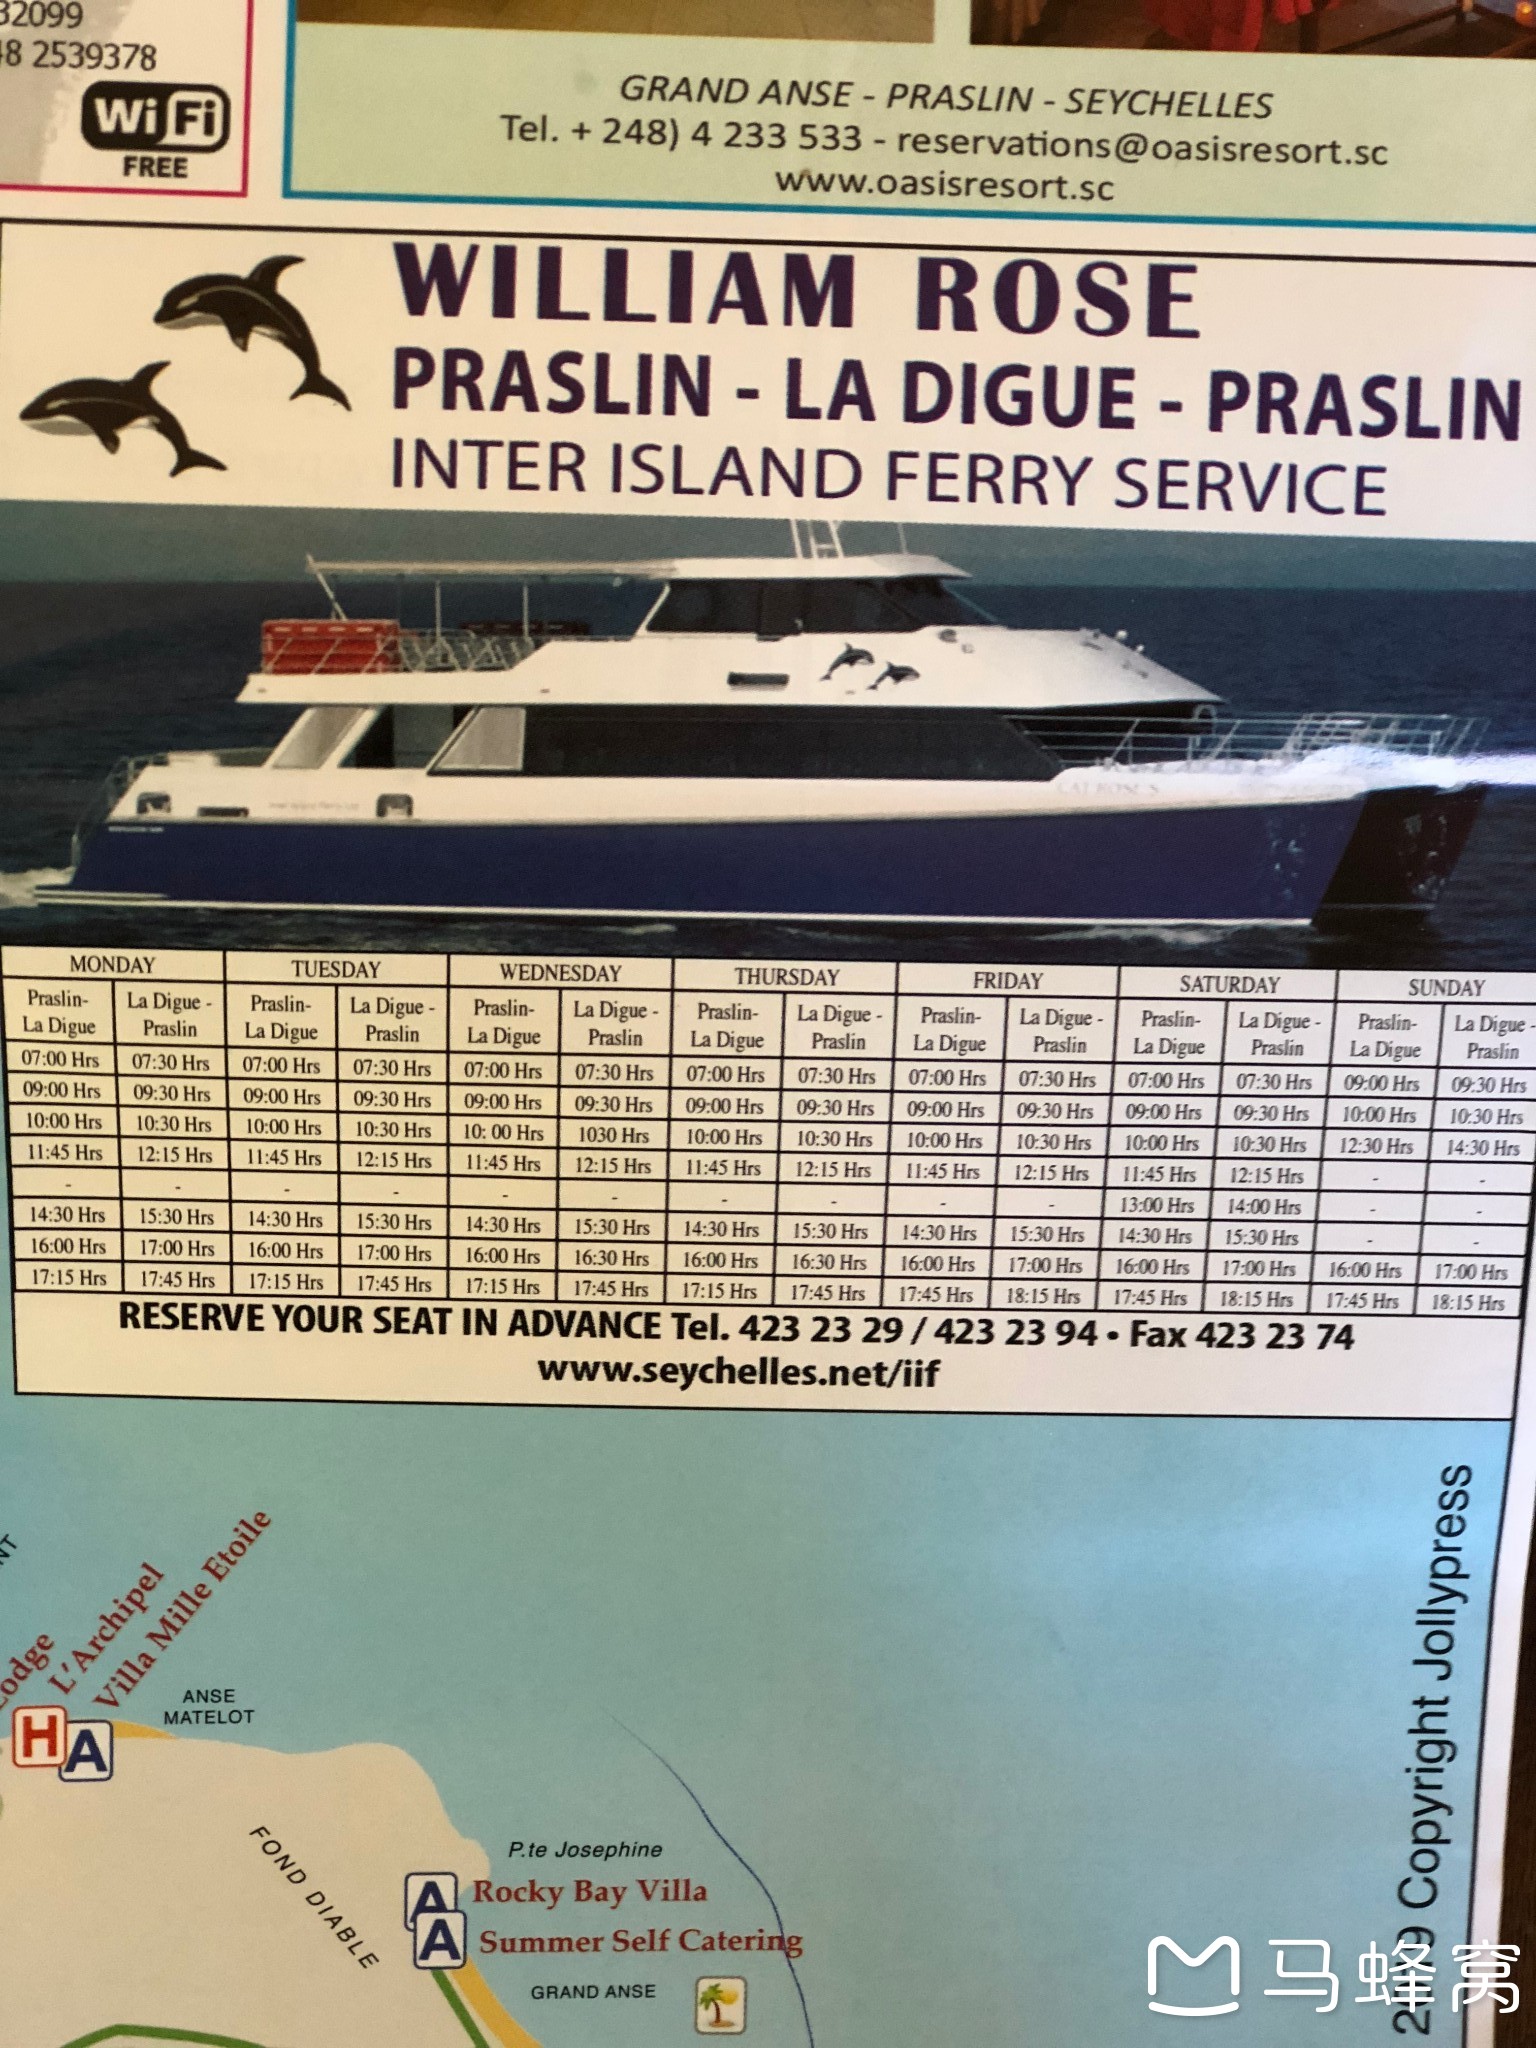 32099
48 2539378
WiFi
FREE
GRAND ANSE - PRASLIN - SEYCHELLES
Tel. + 248) 4 233 533 - reservations@oasisresort.sc
www.oasisresort.sc
WILLIAM ROSE
PRASLIN - LA DIGUE - PRASLIN
INTER ISLAND FERRY SERVICE
MONDAY TUESDAY WEDNESDAY THURSDAY FRIDAY SATURDAY SUNDAY
Praslin- La Digue - Praslin- La Digue - Praslin- La Digue - Praslin- La Digue - Praslin- La Digue - Praslin- La Digue - Praslin- La Digue -
La Digue Praslin La Digue Praslin La Digue Praslin La Digue Praslin La Digue Praslin La Digue Praslin La Digue Praslin
07:00 Hrs 07:30 Hrs 07:00 Hrs 07:30 Hrs 07:00 Hrs 07:30 Hrs 07:00 Hrs 07:30 Hrs 07:00 Hrs 07:30 Hrs 07:00 Hrs 07:30 Hrs 09:00 Hrs 09:30 Hrs
09:00 Hrs 09:30 Hrs 09:00 Hrs 09:30 Hrs 09:00 Hrs 09:30 Hrs 09:00 Hrs 09:30 Hrs 09:00 Hrs 09:30 Hrs 09:00 Hrs 09:30 Hrs 10:00 Hrs 10:30 Hrs
10:00 Hrs 10:30 Hrs 10:00 Hrs 10:30 Hrs 10: 00 Hrs 1030 Hrs 10:00 Hrs 10:30 Hrs 10:00 Hrs 10:30 Hrs 10:00 Hrs 10:30 Hrs 12:30 Hrs 14:30 Hrs
11:45 Hrs 12:15 Hrs 11:45 Hrs 12:15 Hrs 11:45 Hrs 12:15 Hrs 11:45 Hrs 12:15 Hrs 11:45 Hrs 12:15 Hrs 11:45 Hrs 12:15 Hrs - -
- - - - - - - - - - 13:00 Hrs 14:00 Hrs - -
14:30 Hrs 15:30 Hrs 14:30 Hrs 15:30 Hrs 14:30 Hrs 15:30 Hrs 14:30 Hrs 15:30 Hrs 14:30 Hrs 15:30 Hrs 14:30 Hrs 15:30 Hrs - -
16:00 Hrs 17:00 Hrs 16:00 Hrs 17:00 Hrs 16:00 Hrs 16:30 Hrs 16:00 Hrs 16:30 Hrs 16:00 Hrs 17:00 Hrs 16:00 Hrs 17:00 Hrs 16:00 Hrs 17:00 Hrs
17:15 Hrs 17:45 Hrs 17:15 Hrs 17:45 Hrs 17:15 Hrs 17:45 Hrs 17:15 Hrs 17:45 Hrs 17:45 Hrs 18:15 Hrs 17:45 Hrs 18:15 Hrs 17:45 Hrs 18:15 Hrs
RESERVE YOUR SEAT IN ADVANCE Tel. 423 23 29 / 423 23 94 • Fax 423 23 74
www.seychelles.net/iif
NT
Lodge
L'Archipel
Villa Mille Etoile
H
A
ANSE
MATELOT
FOND DIABLE
P.te Josephine
A
Rocky Bay Villa
A
Summer Self Catering
GRAND ANSE
Copyright Jollypress
马蜂窝